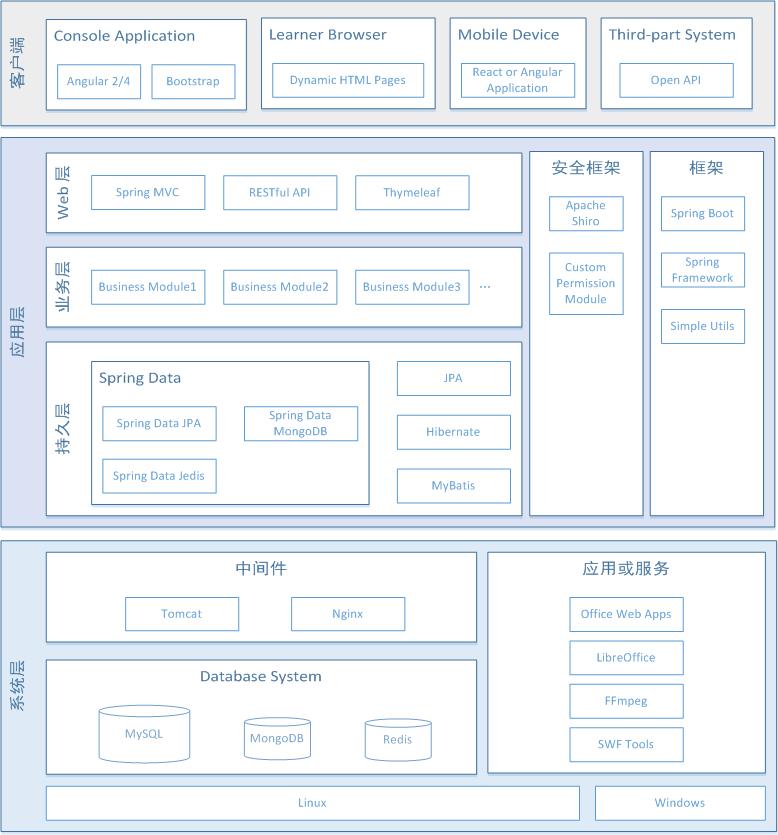 客户端
Console Application
Angular 2/4
Bootstrap
Learner Browser
Dynamic HTML Pages
Mobile Device
React or Angular
Application
Third-part System
Open API
应用层
Web 层
Spring MVC
RESTful API
Thymeleaf
业务层
Business Module1
Business Module2
Business Module3
...
持久层
Spring Data
Spring Data JPA
Spring Data
MongoDB
Spring Data Jedis
JPA
Hibernate
MyBatis
安全框架
Apache
Shiro
Custom
Permission
Module
框架
Spring Boot
Spring
Framework
Simple Utils
系统层
中间件
Tomcat
Nginx
Database System
MySQL
MongoDB
Redis
应用或服务
Office Web Apps
LibreOffice
FFmpeg
SWF Tools
Linux
Windows